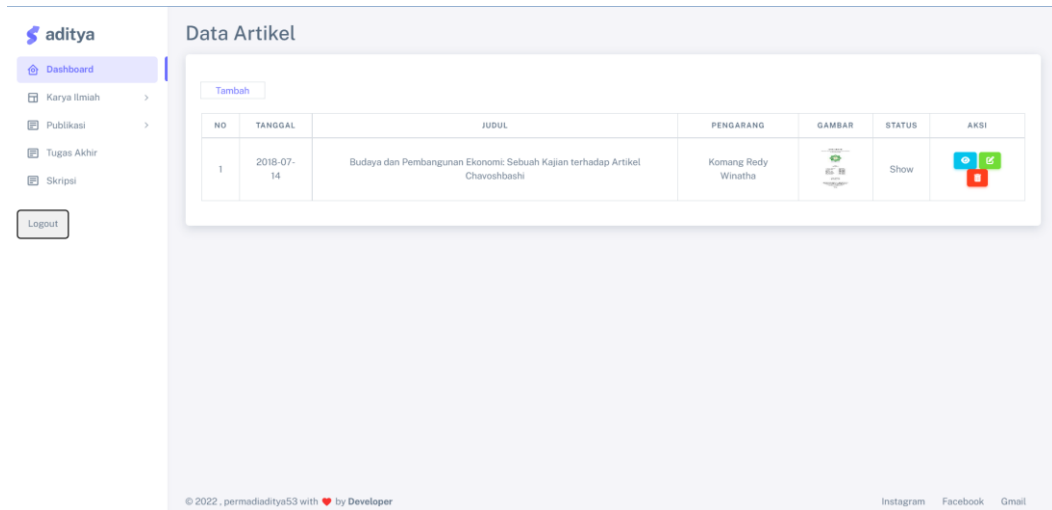 aditya
Dashboard
Karya Ilmiah
Publikasi
Tugas Akhir
Skripsi
Logout
Data Artikel
Tambah
NO TANGGAL JUDUL PENGARANG GAMBAR STATUS AKSI
1 2018-07-14 Budaya dan Pembangunan Ekonomi: Sebuah Kajian terhadap Artikel Chavoshbashi Komang Redy Winatha Show
© 2022 , permadiaditya53 with ❤ by Developer
Instagram Facebook Gmail